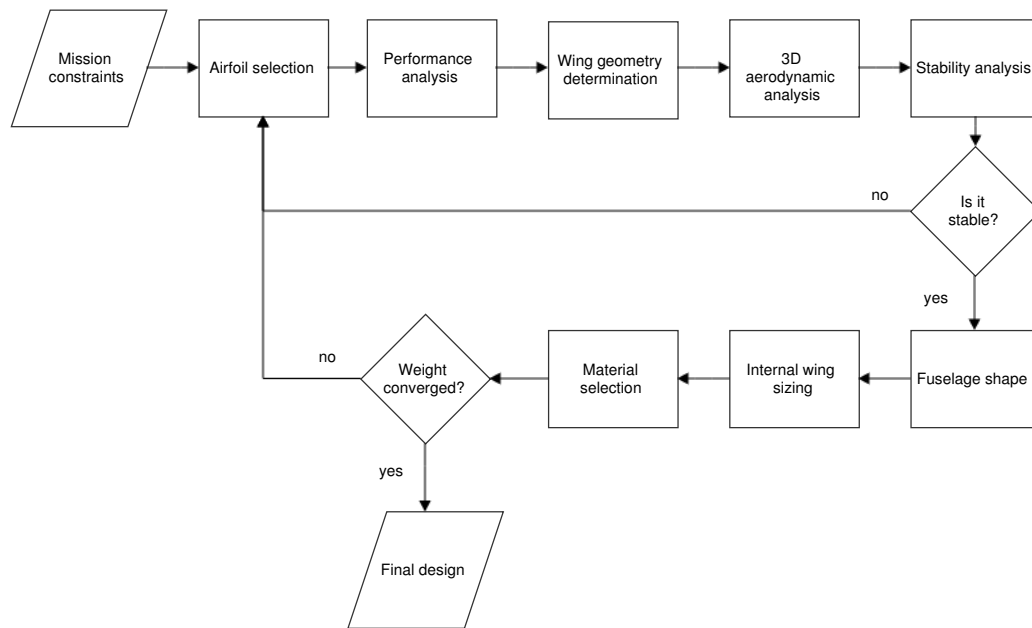 Mission
constraints
Airfoil selection
Performance
analysis
Wing geometry
determination
3D
aerodynamic
analysis
Stability analysis
no
Is it
stable?
yes
no
Weight
converged?
Material
selection
Internal wing
sizing
Fuselage shape
yes
Final design